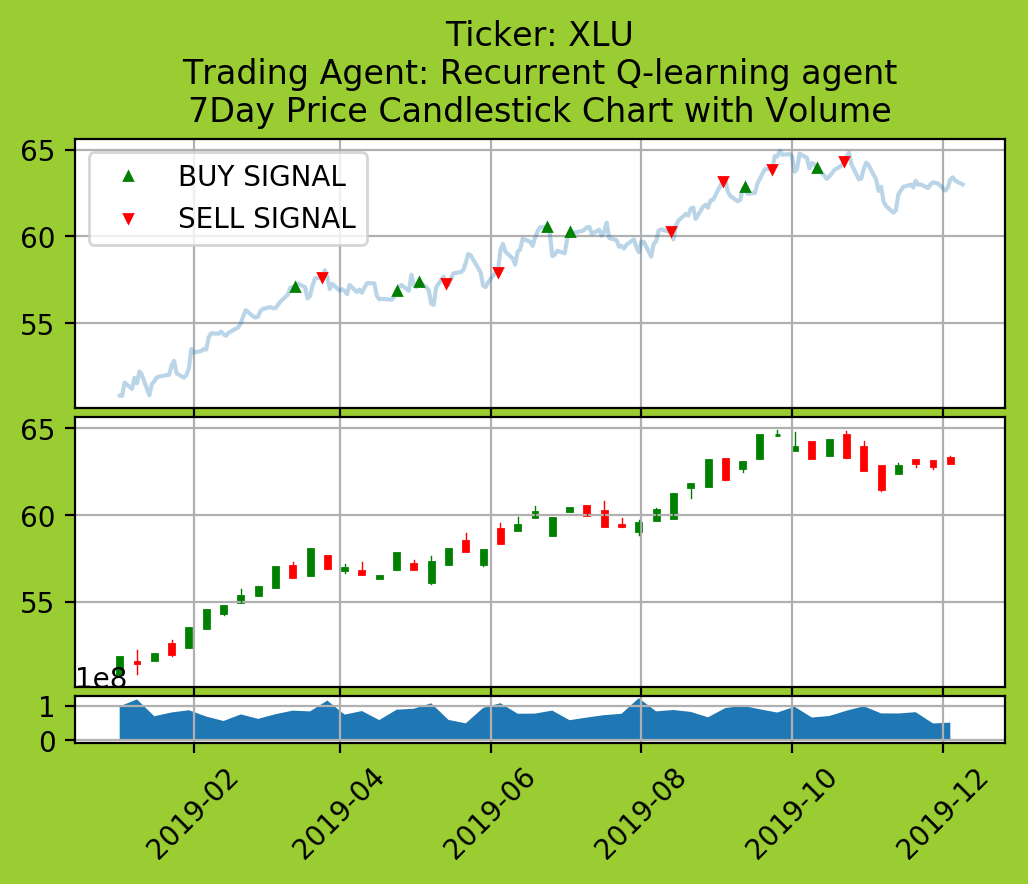 Ticker: XLU
Trading Agent: Recurrent Q-learning agent
7Day Price Candlestick Chart with Volume
65
60
55
BUY SIGNAL
SELL SIGNAL
65
60
55
1e8
1
0
2019-02
2019-04
2019-06
2019-08
2019-10
2019-12